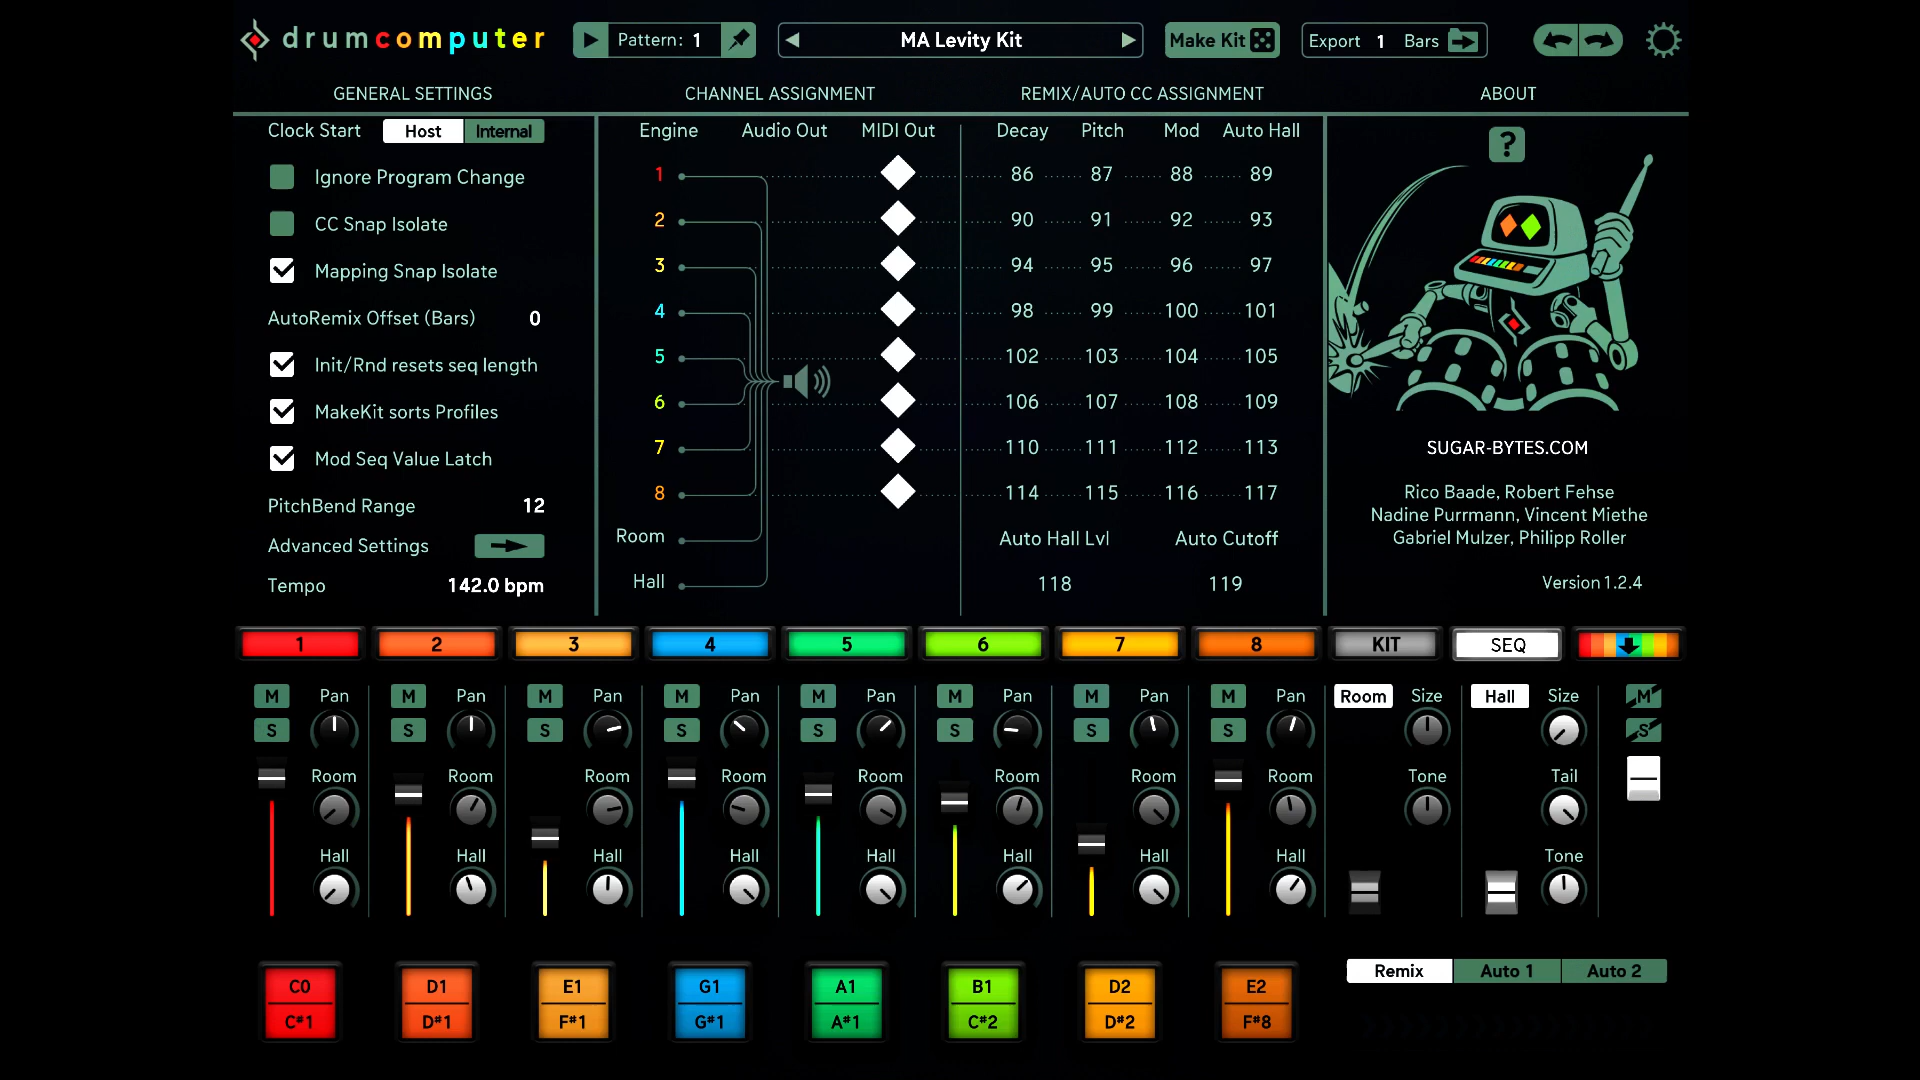 drumcomputer Pattern: 1 MA Levity Kit Make Kit Export 1 Bars
GENERAL SETTINGS CHANNEL ASSIGNMENT REMIX/AUTO CC ASSIGNMENT ABOUT
Clock Start Host Internal
Ignore Program Change
CC Snap Isolate
Mapping Snap Isolate
AutoRemix Offset (Bars) 0
Init/Rnd resets seq length
MakeKit sorts Profiles
Mod Seq Value Latch
PitchBend Range 12
Advanced Settings
Tempo 142.0 bpm
Engine Audio Out MIDI Out
1
2
3
4
5
6
7
8
Room
Hall
Decay Pitch Mod Auto Hall
86 87 88 89
90 91 92 93
94 95 96 97
98 99 100 101
102 103 104 105
106 107 108 109
110 111 112 113
114 115 116 117
Auto Hall Lvl Auto Cutoff
118 119
?
SUGAR-BYTES.COM
Rico Baade, Robert Fehse
Nadine Purrmann, Vincent Miethe
Gabriel Mulzer, Philipp Roller
Version 1.2.4
1 2 3 4 5 6 7 8 KIT SEQ
M Pan M Pan M Pan M Pan M Pan M Pan M Pan M Pan Room Size Hall Size M
S S S S S S S S S
Room Room Room Room Room Room Room Room Tone Tail
Hall Hall Hall Hall Hall Hall Hall Hall Tone
C0 D1 E1 G1 A1 B1 D2 E2 Remix Auto 1 Auto 2
C#1 D#1 F#1 G#1 A#1 C#2 D#2 F#8